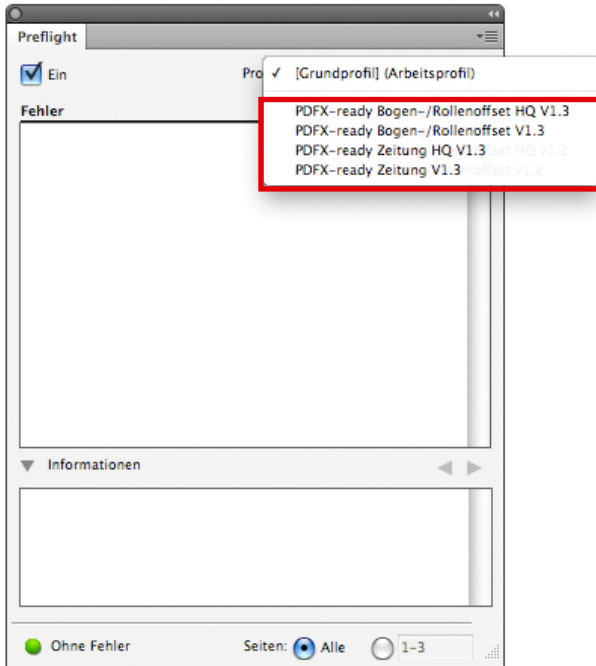 Preflight
Ein
Pro ✓ [Grundprofil] (Arbeitsprofil)
Fehler
PDFX-ready Bogen-/Rollenoffset HQ V1.3
PDFX-ready Bogen-/Rollenoffset V1.3
PDFX-ready Zeitung HQ V1.3
PDFX-ready Zeitung V1.3
Informationen
Ohne Fehler Seiten: Alle 1-3